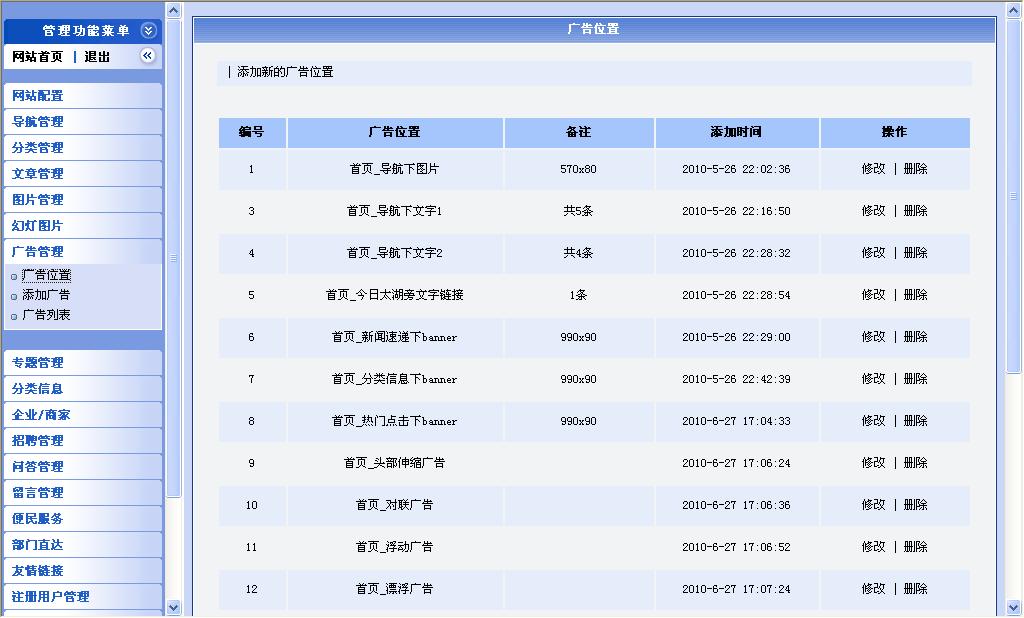 管理功能菜单
网站首页 | 退出
网站配置
导航管理
分类管理
文章管理
图片管理
幻灯图片
广告管理
广告位置
添加广告
广告列表
专题管理
分类信息
企业/商家
招聘管理
问答管理
留言管理
便民服务
部门直达
友情链接
注册用户管理
广告位置
| 添加新的广告位置
编号 广告位置 备注 添加时间 操作
1 首页_导航下图片 570x80 2010-5-26 22:02:36 修改 | 删除
3 首页_导航下文字1 共5条 2010-5-26 22:16:50 修改 | 删除
4 首页_导航下文字2 共4条 2010-5-26 22:28:32 修改 | 删除
5 首页_今日太湖旁文字链接 1条 2010-5-26 22:28:54 修改 | 删除
6 首页_新闻速递下banner 990x90 2010-5-26 22:29:00 修改 | 删除
7 首页_分类信息下banner 990x90 2010-5-26 22:42:39 修改 | 删除
8 首页_热门点击下banner 990x90 2010-6-27 17:04:33 修改 | 删除
9 首页_头部伸缩广告 2010-6-27 17:06:24 修改 | 删除
10 首页_对联广告 2010-6-27 17:06:36 修改 | 删除
11 首页_浮动广告 2010-6-27 17:06:52 修改 | 删除
12 首页_漂浮广告 2010-6-27 17:07:24 修改 | 删除